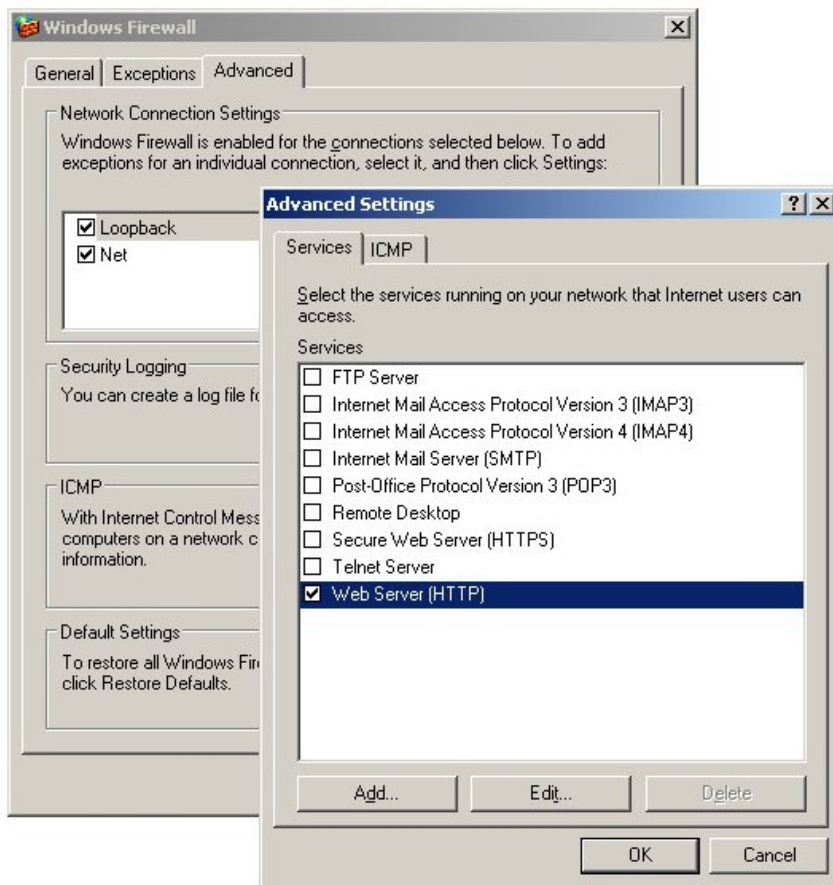 Windows Firewall
General
Exceptions
Advanced
Network Connection Settings
Windows Firewall is enabled for the connections selected below. To add
exceptions for an individual connection, select it, and then click Settings:
Loopback
Net
Security Logging
You can create a log file
ICMP
With Internet Control
computers on a network
information.
Default Settings
To restore all Windows
click Restore Defaults.
Advanced Settings
Services
ICMP
Select the services running on your network that Internet users can
access.
Services
FTP Server
Internet Mail Access Protocol Version 3 (IMAP3)
Internet Mail Access Protocol Version 4 (IMAP4)
Internet Mail Server (SMTP)
Post-Office Protocol Version 3 (POP3)
Remote Desktop
Secure Web Server (HTTPS)
Telnet Server
Web Server (HTTP)
Add...
Edit...
Delete
OK
Cancel